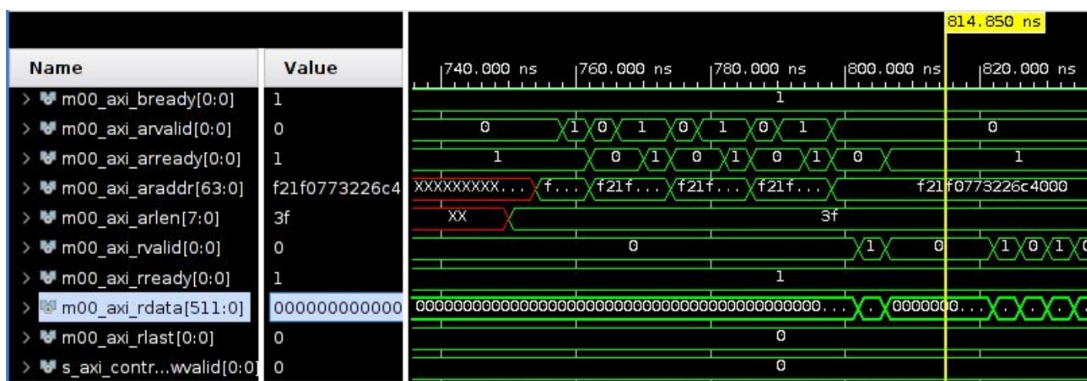 814.850 ns
Name Value 740.000 ns 760.000 ns 780.000 ns 800.000 ns 820.000 ns
m00_axi_bready[0:0] 1 1
m00_axi_arvalid[0:0] 0 0 1 0 1 0 1 0 1 0
m00_axi_arready[0:0] 1 1 0 1 0 1 0 1 0 1
m00_axi_araddr[63:0] f21f0773226c4 XXXXXXXXX... f... f21f... f21f... f21f... f21f0773226c4000
m00_axi_arlen[7:0] 3f XX 3f
m00_axi_rvalid[0:0] 0 0 1 0 1 0 1 0
m00_axi_rready[0:0] 1 1
m00_axi_rdata[511:0] 0000000000000 ... . 0000000... . . . .
m00_axi_rlast[0:0] 0 0
s_axi_contr...wvalid[0:0] 0 0